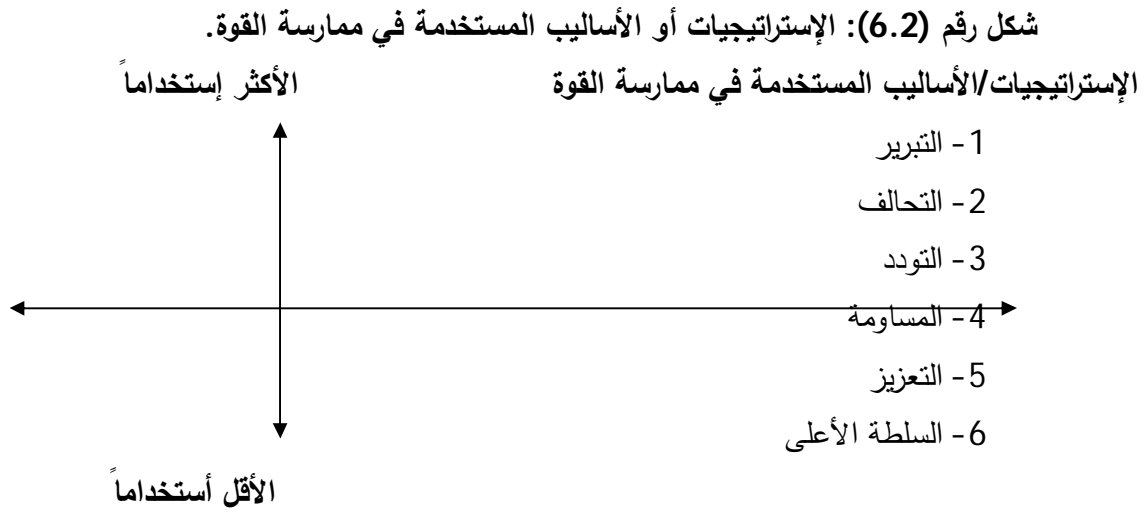 شكل رقم (6.2): الإستراتيجيات أو الأساليب المستخدمة في ممارسة القوة.
الإستراتيجيات/الأساليب المستخدمة في ممارسة القوة الأكثر إستخداماً
1- التبرير
2- التحالف
3- التودد
4- المساومة
5- التعزيز
6- السلطة الأعلى
الأقل أستخداماً